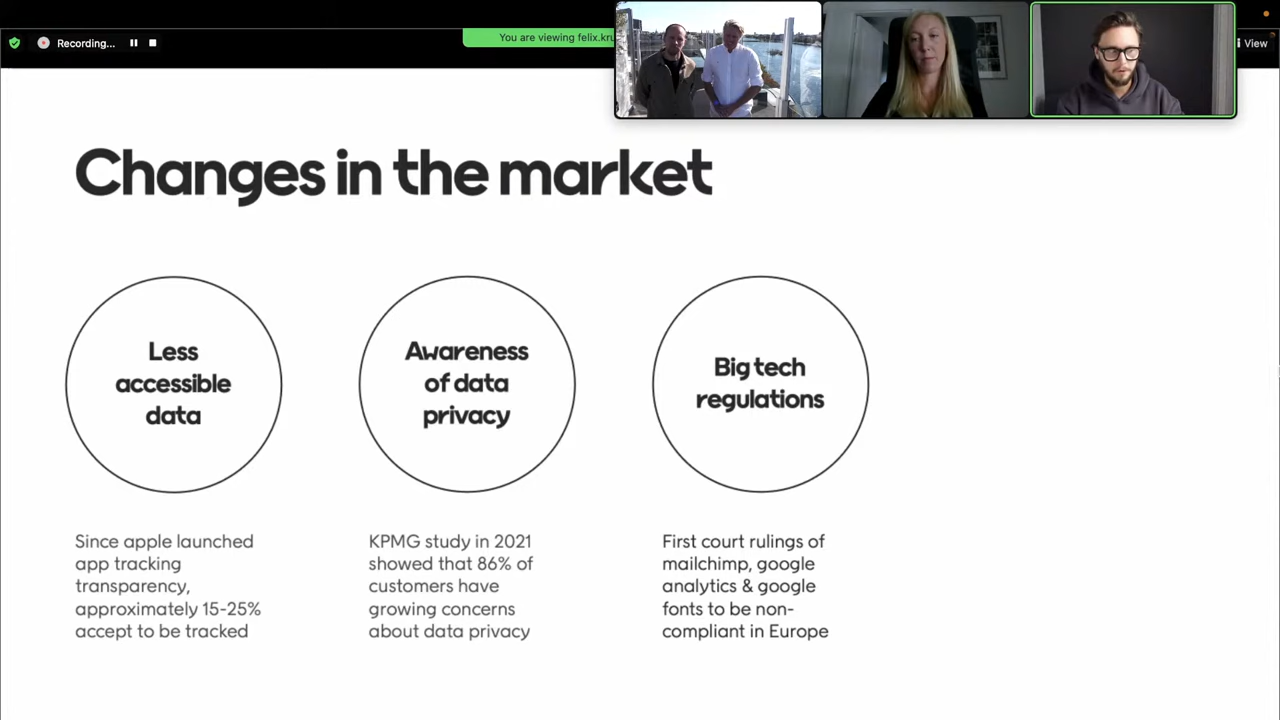 Recording...
You are viewing felix.kru
View
Changes in the market
Less
accessible
data
Awareness
of data
privacy
Big tech
regulations
Since apple launched
app tracking
transparency,
approximately 15-25%
accept to be tracked
KPMG study in 2021
showed that 86% of
customers have
growing concerns
about data privacy
First court rulings of
mailchimp, google
analytics & google
fonts to be non-
compliant in Europe